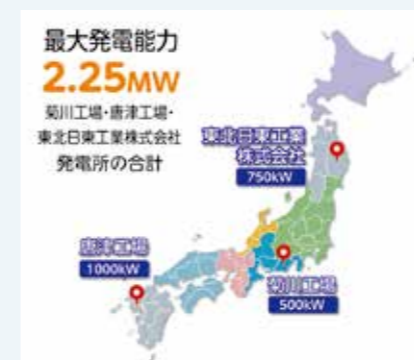 最大発電能力
2.25MW
菊川工場・唐津工場・
東北日東工業株式会社
発電所の合計
東北日東工業
株式会社
750kW
唐津工場
1000kW
菊川工場
500kW